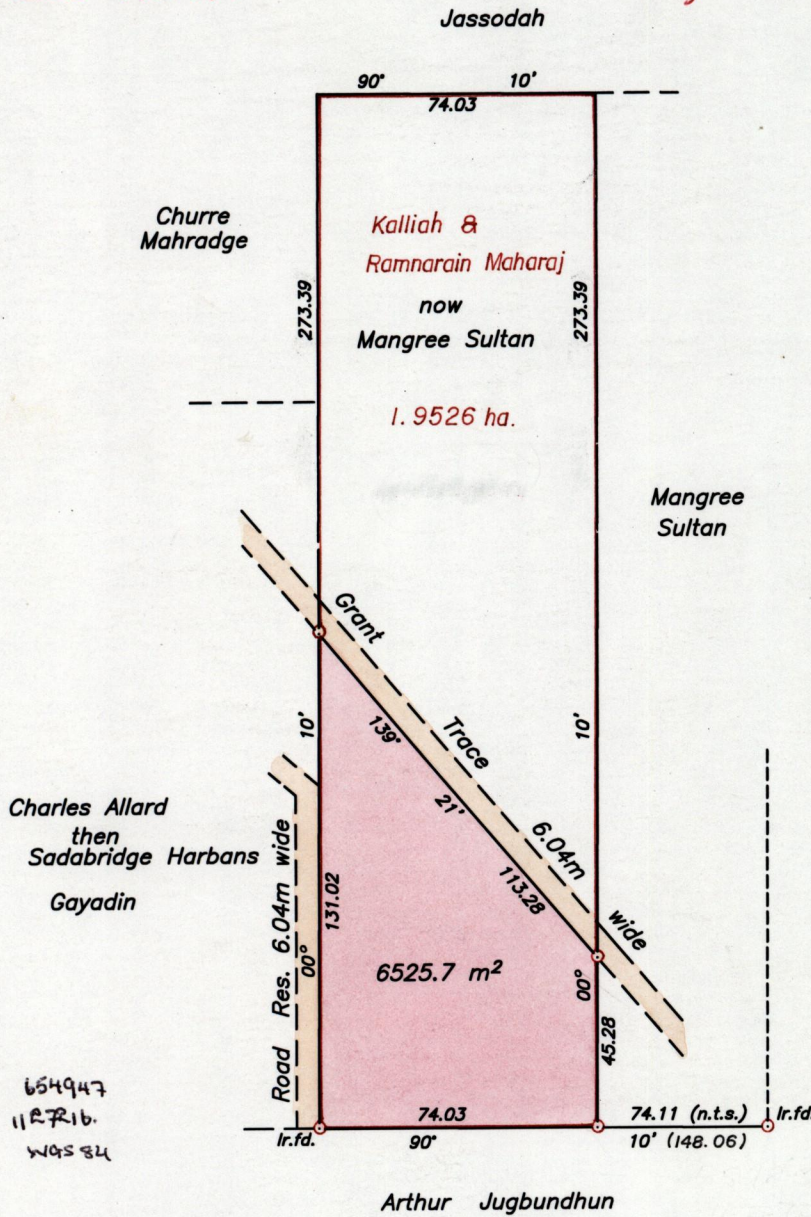 Jassodah
90° 10'
74.03
Churre
Mahradge
Kalliah &
Ramnarain Maharaj
now
Mangree Sultan
273.39
273.39
1.9526 ha.
Mangree
Sultan
Grant Trace 6.04m wide
10'
10'
139° 21'
113.28
Charles Allard
then
Sadabridge Harbans
Gayadin
Road Res. 6.04m wide
00°
131.02
6525.7 m²
00°
45.28
654947
WGS 84
Ir.fd.
74.03
90°
74.11 (n.t.s.)
10' (148.06)
Ir.fd.
Arthur Jugbundhun